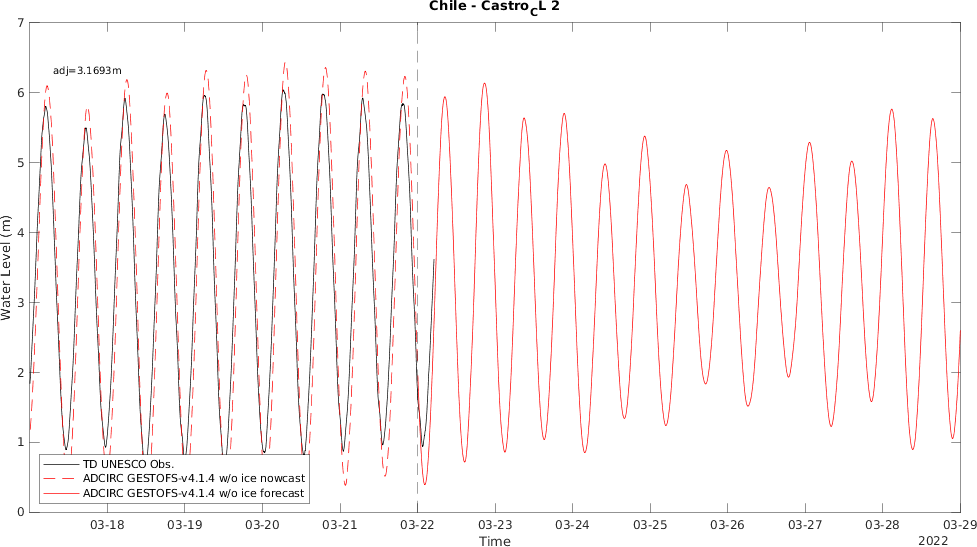 Chile - Castro_CL 2
adj=3.1693m
Water Level (m)
7
6
5
4
3
2
1
0
TD UNESCO Obs.
ADCIRC GESTOFS-v4.1.4 w/o ice nowcast
ADCIRC GESTOFS-v4.1.4 w/o ice forecast
03-18 03-19 03-20 03-21 03-22 03-23 03-24 03-25 03-26 03-27 03-28 03-29
Time
2022